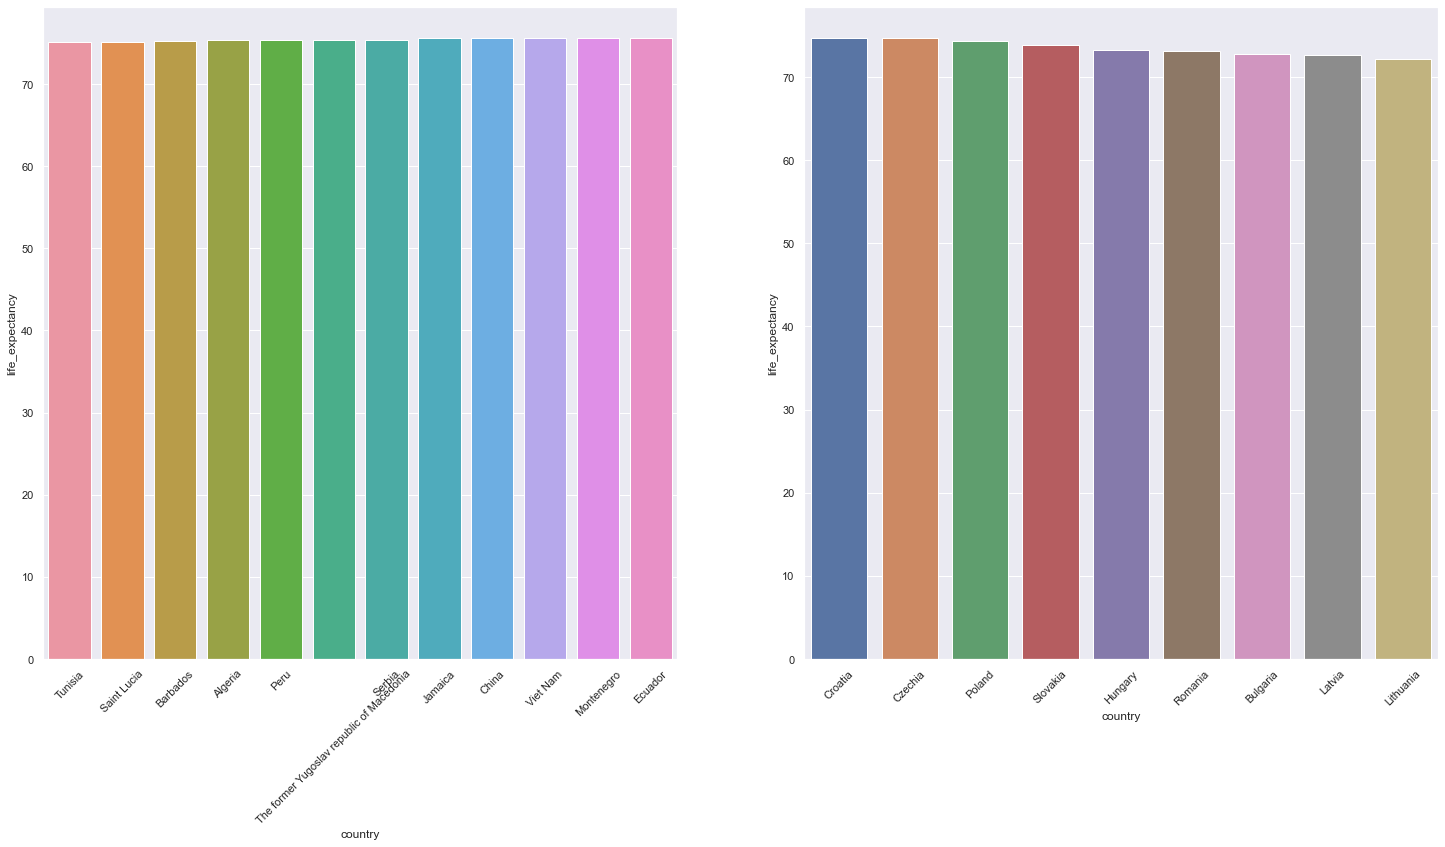 70
60
50
40
30
20
10
0
life_expectancy
Tunisia
Saint Lucia
Barbados
Algeria
Peru
The former Yugoslav republic of Macedonia
Serbia
Jamaica
China
Viet Nam
Montenegro
Ecuador
country
70
60
50
40
30
20
10
0
life_expectancy
Croatia
Czechia
Poland
Slovakia
Hungary
Romania
Bulgaria
Latvia
Lithuania
country